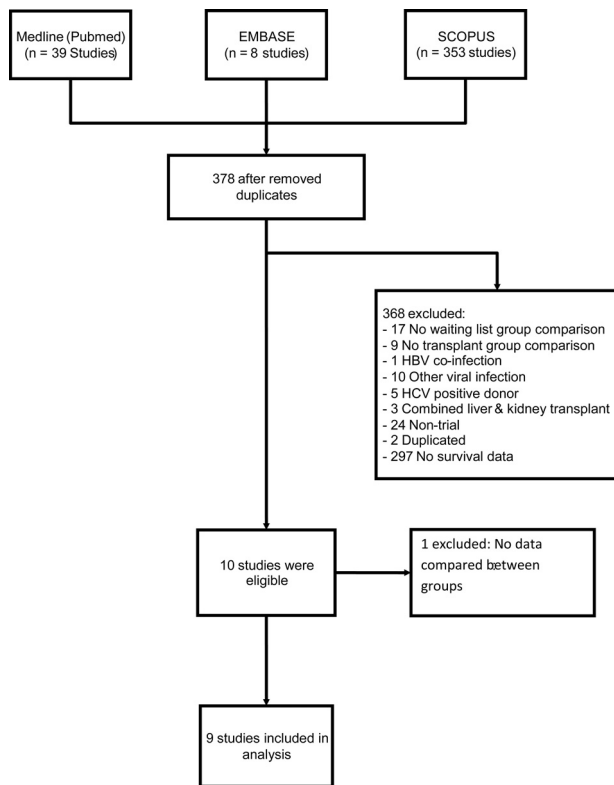 Medline (Pubmed)
(n = 39 Studies)
EMBASE
(n = 8 studies)
SCOPUS
(n = 353 studies)
378 after removed
duplicates
368 excluded:
- 17 No waiting list group comparison
- 9 No transplant group comparison
- 1 HBV co-infection
- 10 Other viral infection
- 5 HCV positive donor
- 3 Combined liver & kidney transplant
- 24 Non-trial
- 2 Duplicated
- 297 No survival data
10 studies were
eligible
1 excluded: No data
compared between
groups
9 studies included in
analysis